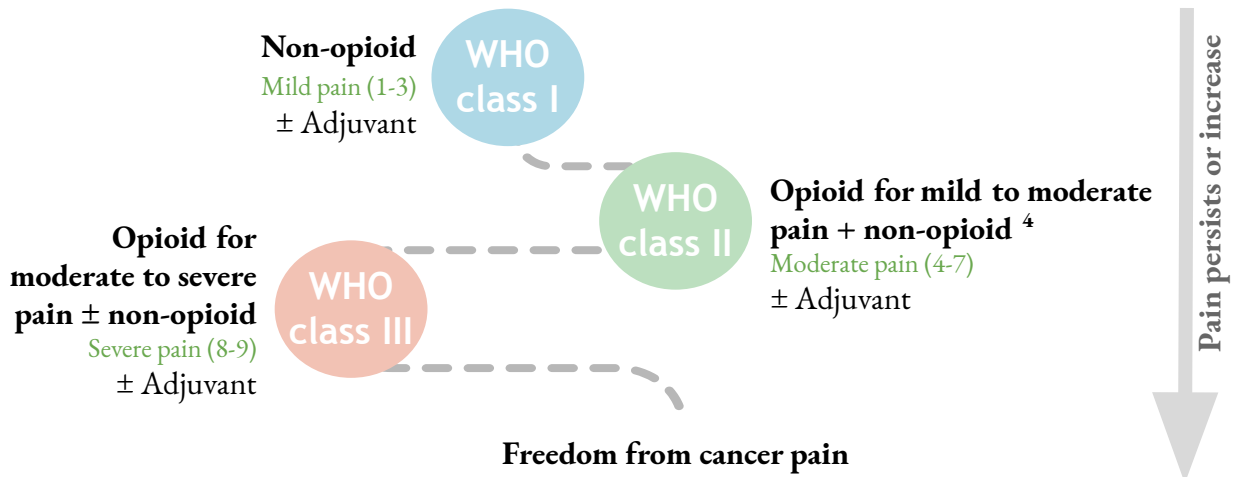 Non-opioid
Mild pain (1-3)
± Adjuvant
WHO
class I
WHO
class II
Opioid for mild to moderate
pain + non-opioid ⁴
Moderate pain (4-7)
± Adjuvant
Opioid for
moderate to severe
pain ± non-opioid
Severe pain (8-9)
± Adjuvant
WHO
class III
Freedom from cancer pain
Pain persists or increase